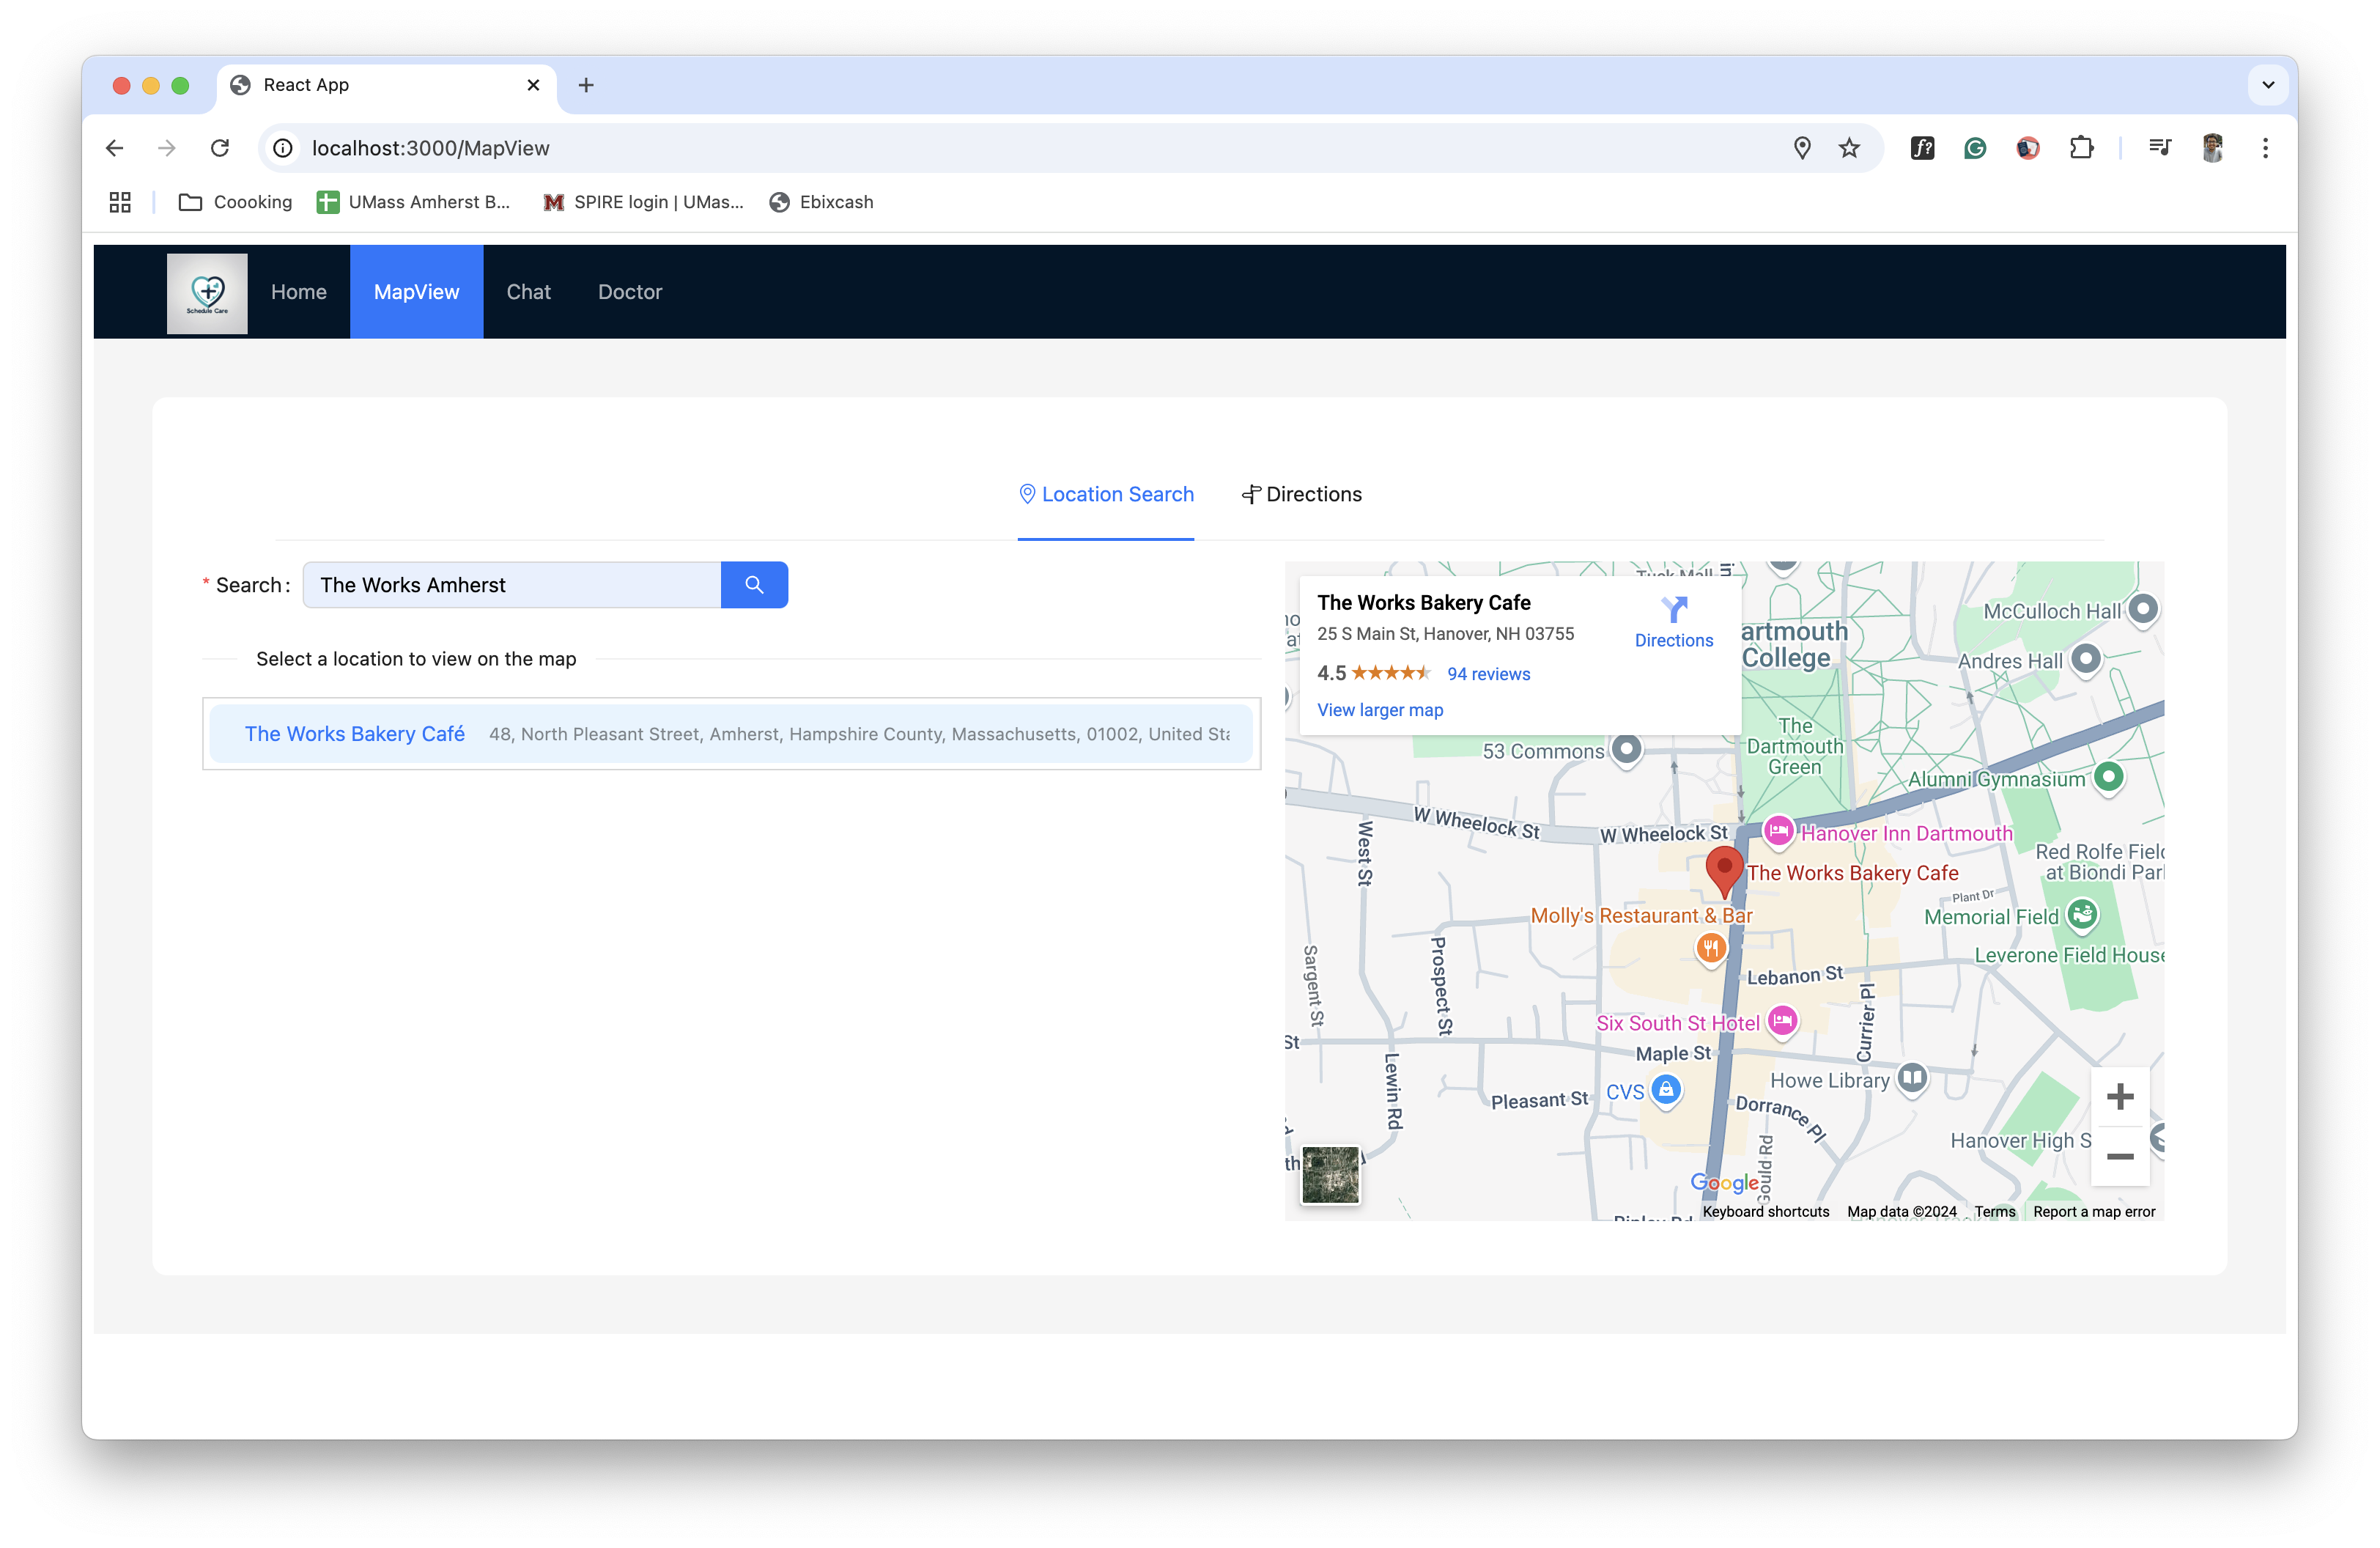 React App
localhost:3000/MapView
Coooking
UMass Amherst B...
SPIRE login | UMas...
Ebixcash
Schedule Care
Home
MapView
Chat
Doctor
Location Search
Directions
* Search :
The Works Amherst
Select a location to view on the map
The Works Bakery Café
48, North Pleasant Street, Amherst, Hampshire County, Massachusetts, 01002, United Sta
The Works Bakery Cafe
25 S Main St, Hanover, NH 03755
Directions
4.5
94 reviews
View larger map
McCulloch Hall
artmouth
College
Andres Hall
The
Dartmouth
Green
53 Commons
Alumni Gymnasium
W Wheelock St
W Wheelock St
Hanover Inn Dartmouth
West St
Red Rolfe Field
at Biondi Park
The Works Bakery Cafe
Plant Dr
Molly's Restaurant & Bar
Memorial Field
Leverone Field House
Sargent St
Prospect St
Lebanon St
Currier Pl
Six South St Hotel
St
Maple St
Lewin Rd
Howe Library
CVS
Pleasant St
Dorrance Pl
Hanover High S
Gould Rd
Google
Keyboard shortcuts
Map data ©2024
Terms
Report a map error